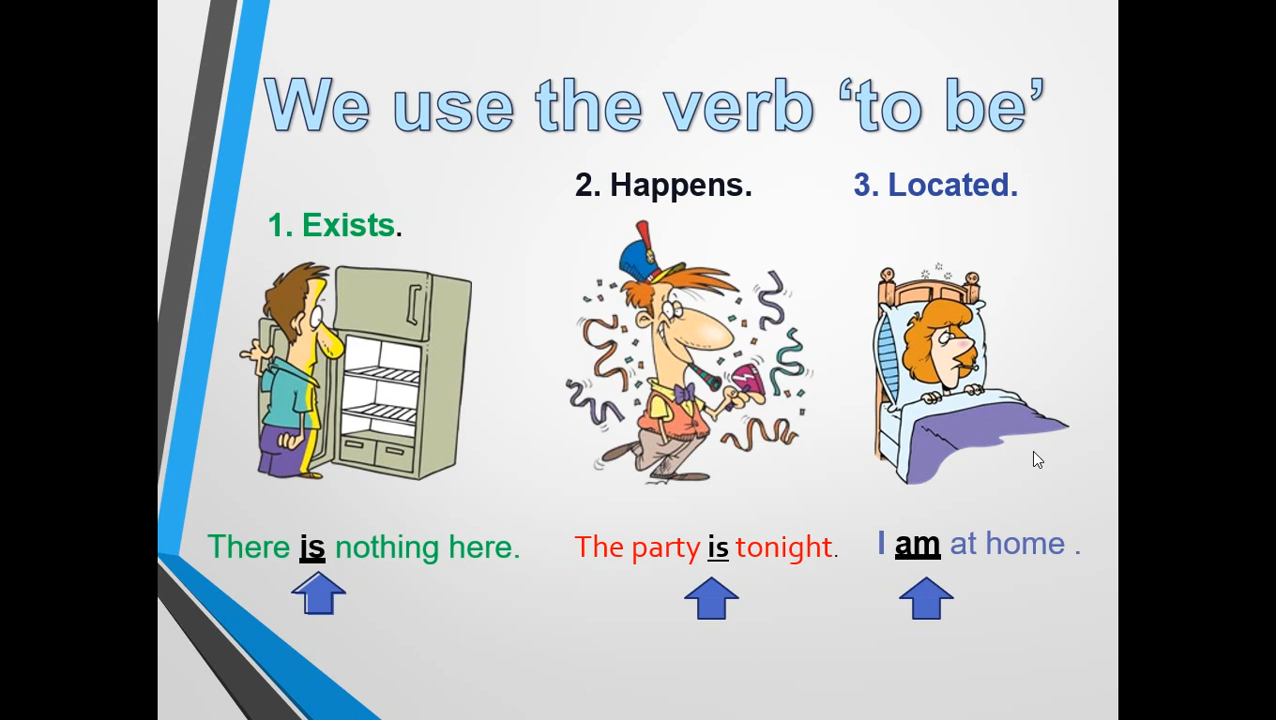 We use the verb ‘to be’
1. Exists.
2. Happens.
3. Located.
There is nothing here.
The party is tonight.
I am at home .